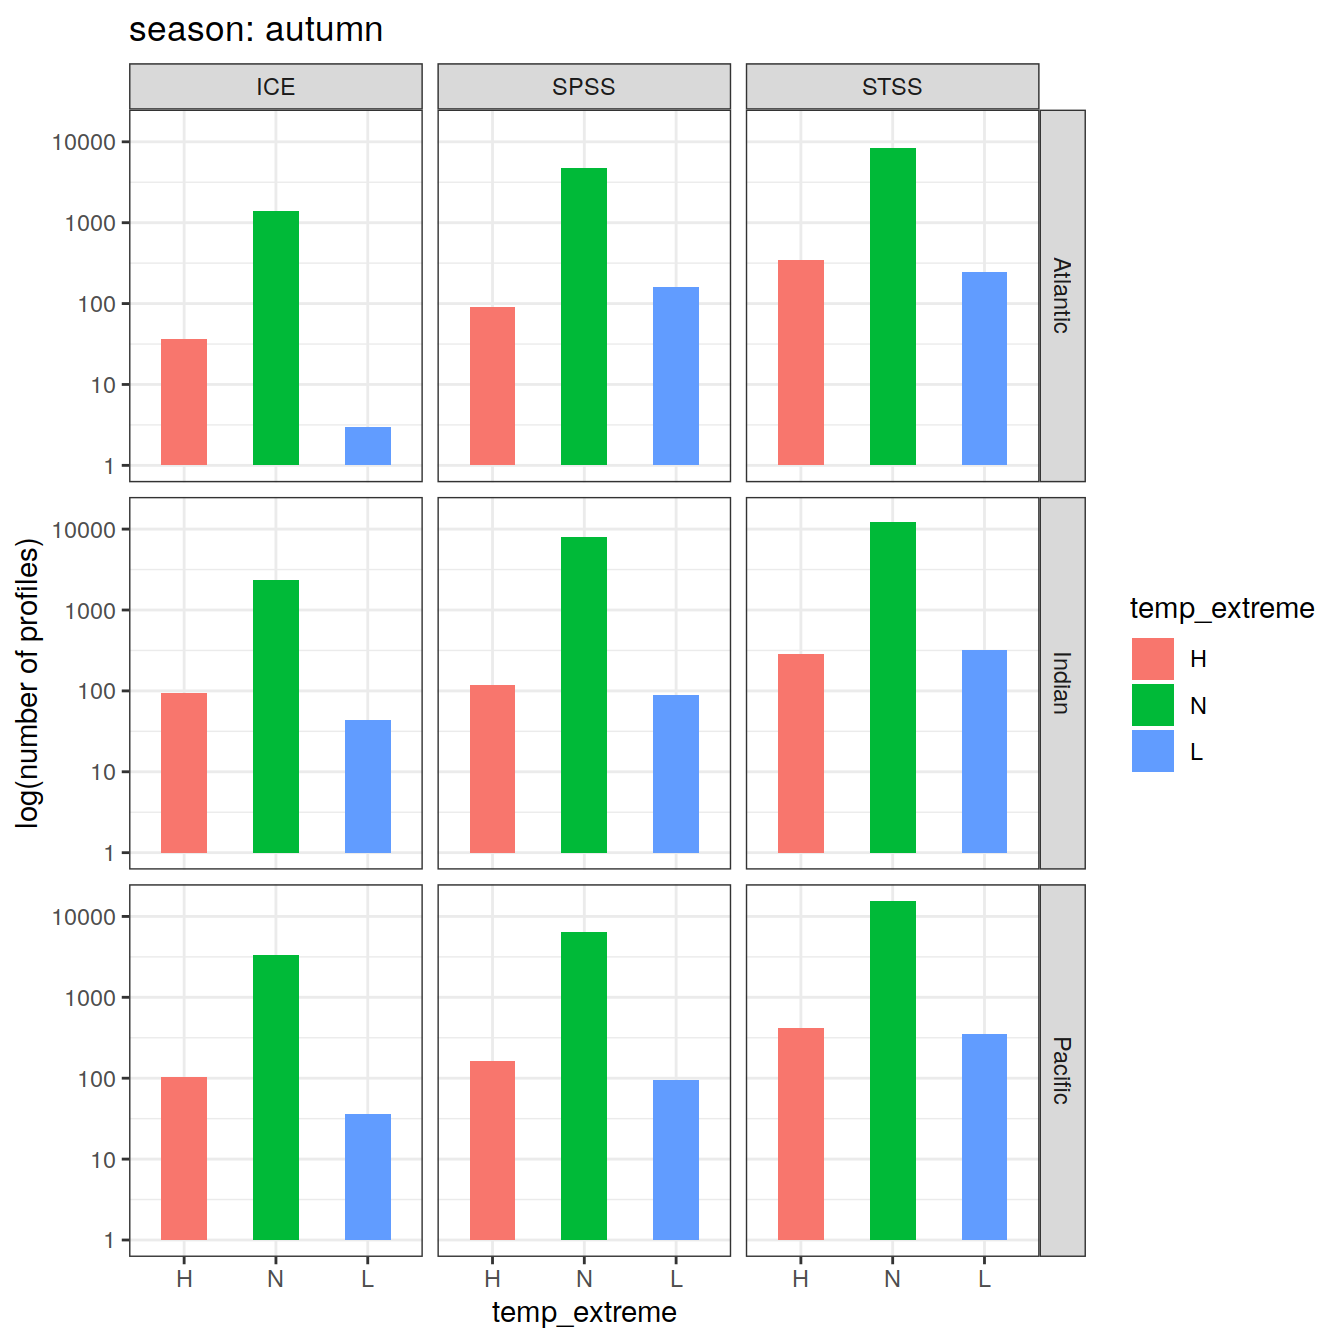 season: autumn
ICE
SPSS
STSS
10000
1000
100
10
1
Atlantic
10000
1000
100
10
1
Indian
10000
1000
100
10
1
Pacific
H N L
H N L
H N L
temp_extreme
log(number of profiles)
temp_extreme
H
N
L